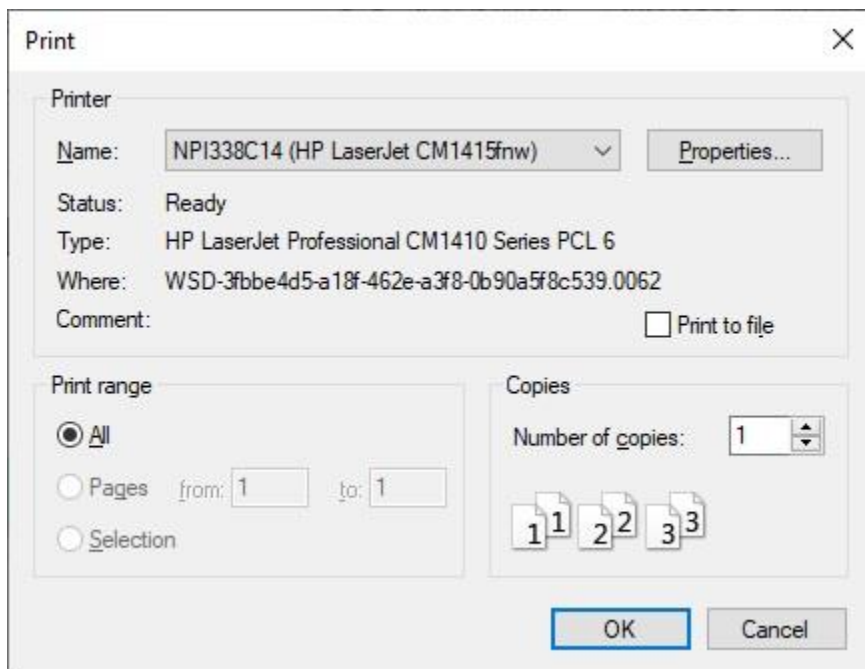 Print
Printer
Name: NPI338C14 (HP LaserJet CM1415fnw) Properties...
Status: Ready
Type: HP LaserJet Professional CM1410 Series PCL 6
Where: WSD-3fbbe4d5-a18f-462e-a3f8-0b90a5f8c539.0062
Comment: Print to file
Print range
All
Pages from: 1 to: 1
Selection
Copies
Number of copies: 1
1 1 2 2 3 3
OK Cancel